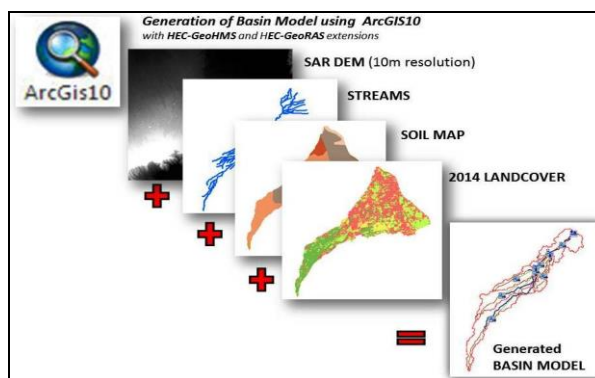 Generation of Basin Model using ArcGIS10
with HEC-GeoHMS and HEC-GeoRAS extensions
ArcGis10
SAR DEM (10m resolution)
STREAMS
SOIL MAP
2014 LANDCOVER
Generated
BASIN MODEL